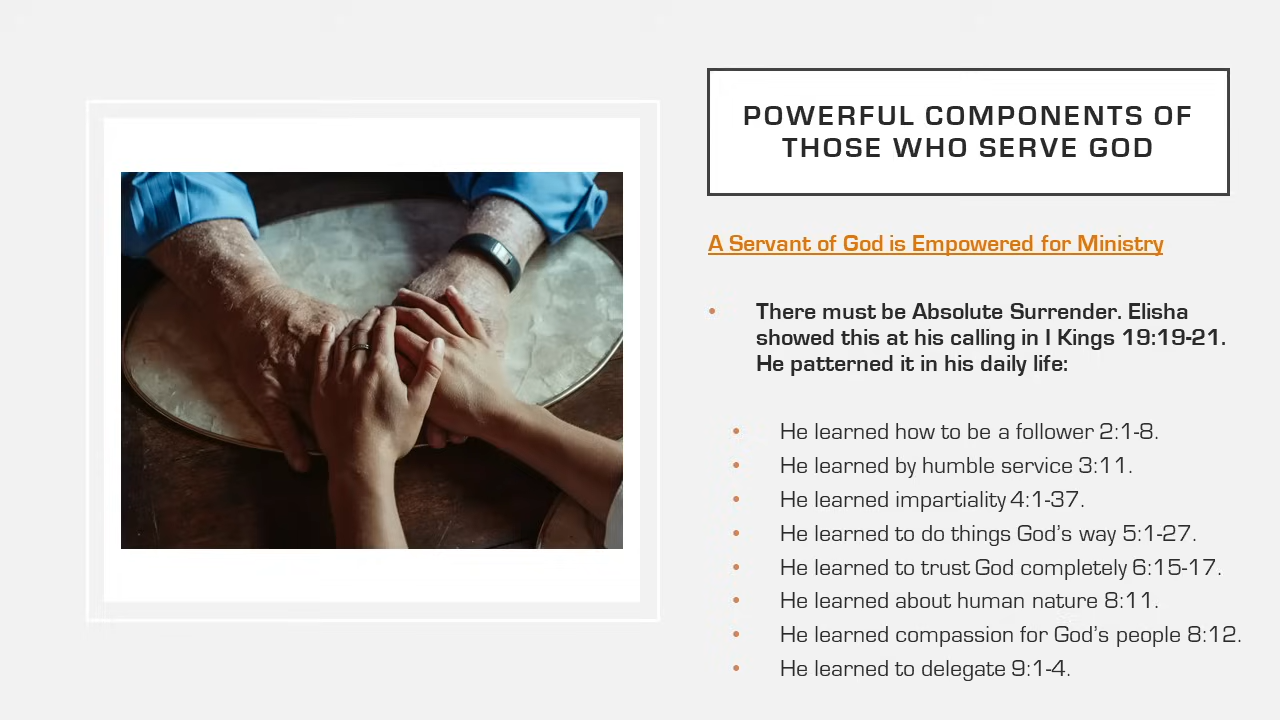 POWERFUL COMPONENTS OF
THOSE WHO SERVE GOD
A Servant of God is Empowered for Ministry
• There must be Absolute Surrender. Elisha
showed this at his calling in I Kings 19:19-21.
He patterned it in his daily life:
• He learned how to be a follower 2:1-8.
• He learned by humble service 3:11.
• He learned impartiality 4:1-37.
• He learned to do things God's way 5:1-27.
• He learned to trust God completely 6:15-17.
• He learned about human nature 8:11.
• He learned compassion for God's people 8:12.
• He learned to delegate 9:1-4.